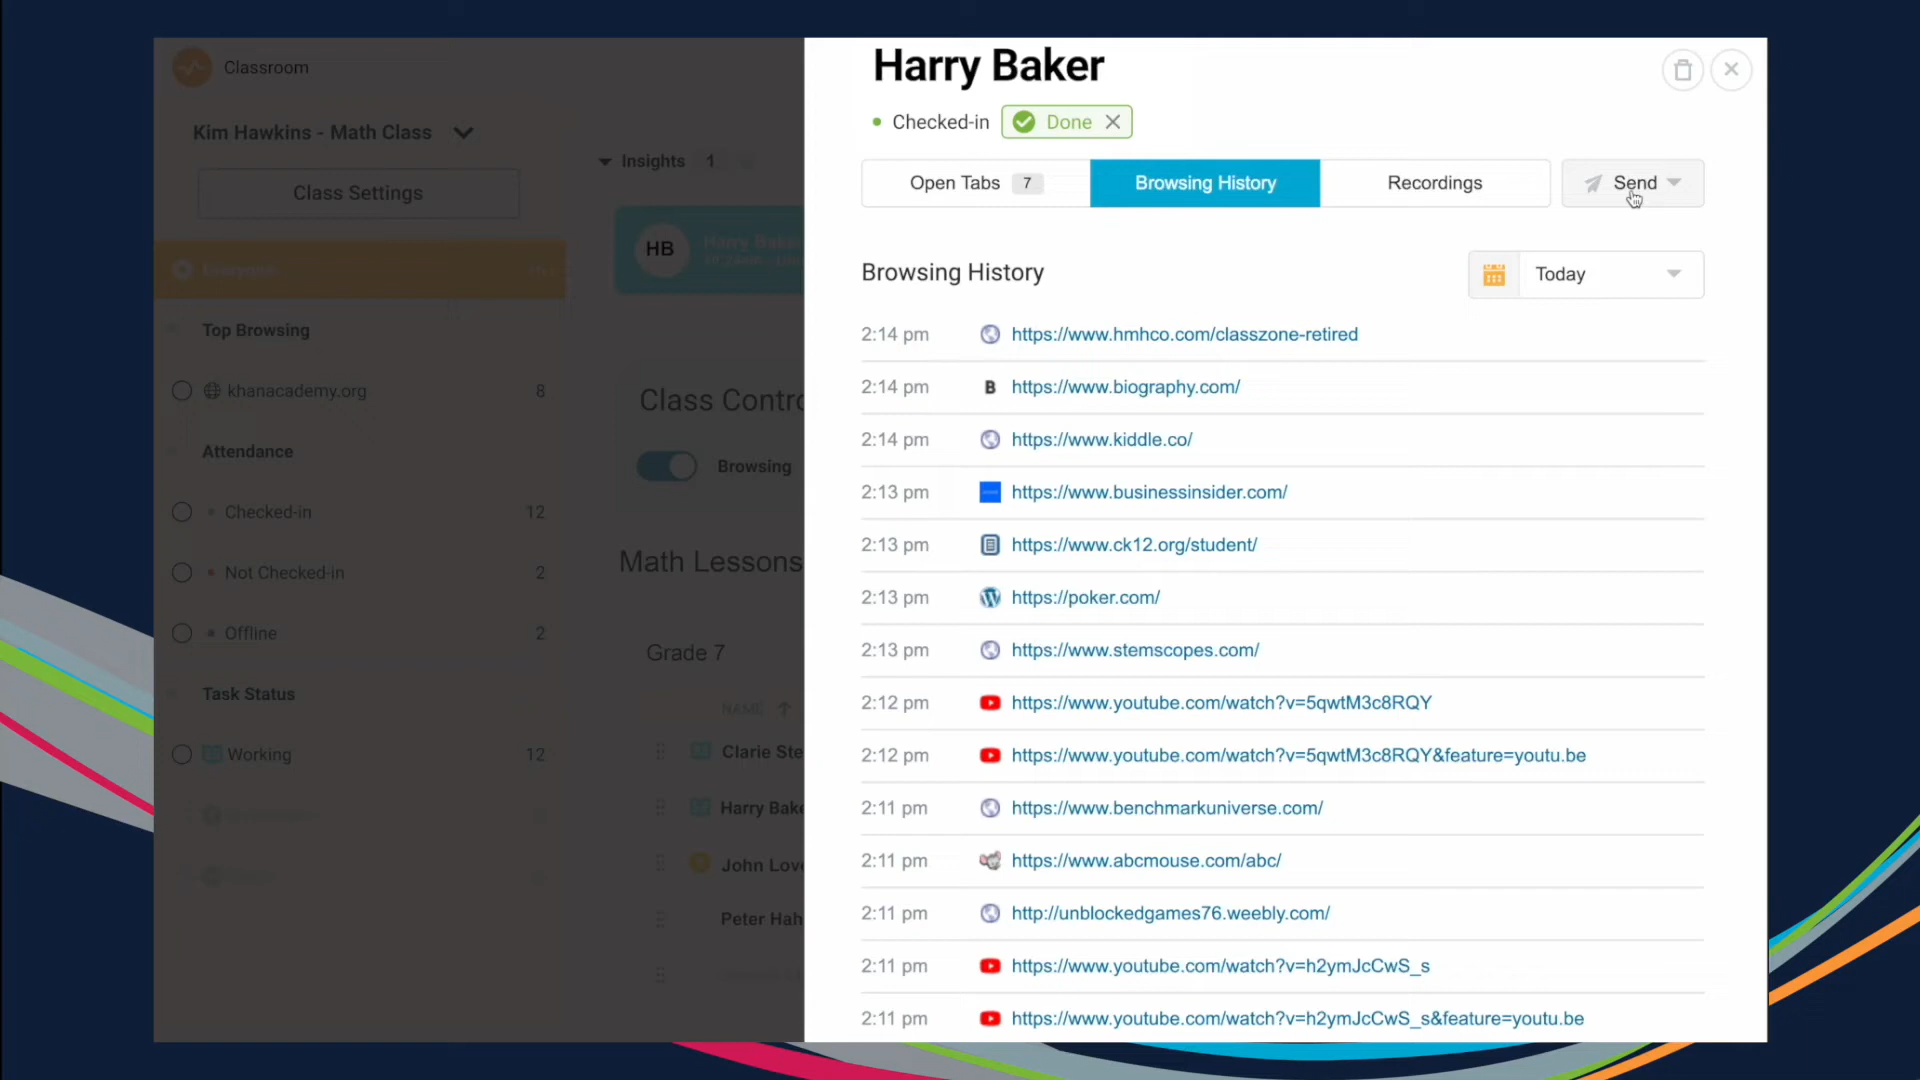 Classroom
Kim Hawkins - Math Class
Class Settings
Everyone
Top Browsing
khanacademy.org 8
Attendance
Checked-in 12
Not Checked-in 2
Offline 2
Task Status
Working 12
Insights 1
HB Harry Baker
Class Contro
Browsing
Math Lessons
Grade 7
NAME
Clarie Ste
Harry Bake
John Love
Peter Hah
Harry Baker
Checked-in Done
Open Tabs 7 Browsing History Recordings Send
Browsing History Today
2:14 pm https://www.hmhco.com/classzone-retired
2:14 pm B https://www.biography.com/
2:14 pm https://www.kiddle.co/
2:13 pm https://www.businessinsider.com/
2:13 pm https://www.ck12.org/student/
2:13 pm https://poker.com/
2:13 pm https://www.stemscopes.com/
2:12 pm https://www.youtube.com/watch?v=5qwtM3c8RQY
2:12 pm https://www.youtube.com/watch?v=5qwtM3c8RQY&feature=youtu.be
2:11 pm https://www.benchmarkuniverse.com/
2:11 pm https://www.abcmouse.com/abc/
2:11 pm http://unblockedgames76.weebly.com/
2:11 pm https://www.youtube.com/watch?v=h2ymJcCwS_s
2:11 pm https://www.youtube.com/watch?v=h2ymJcCwS_s&feature=youtu.be